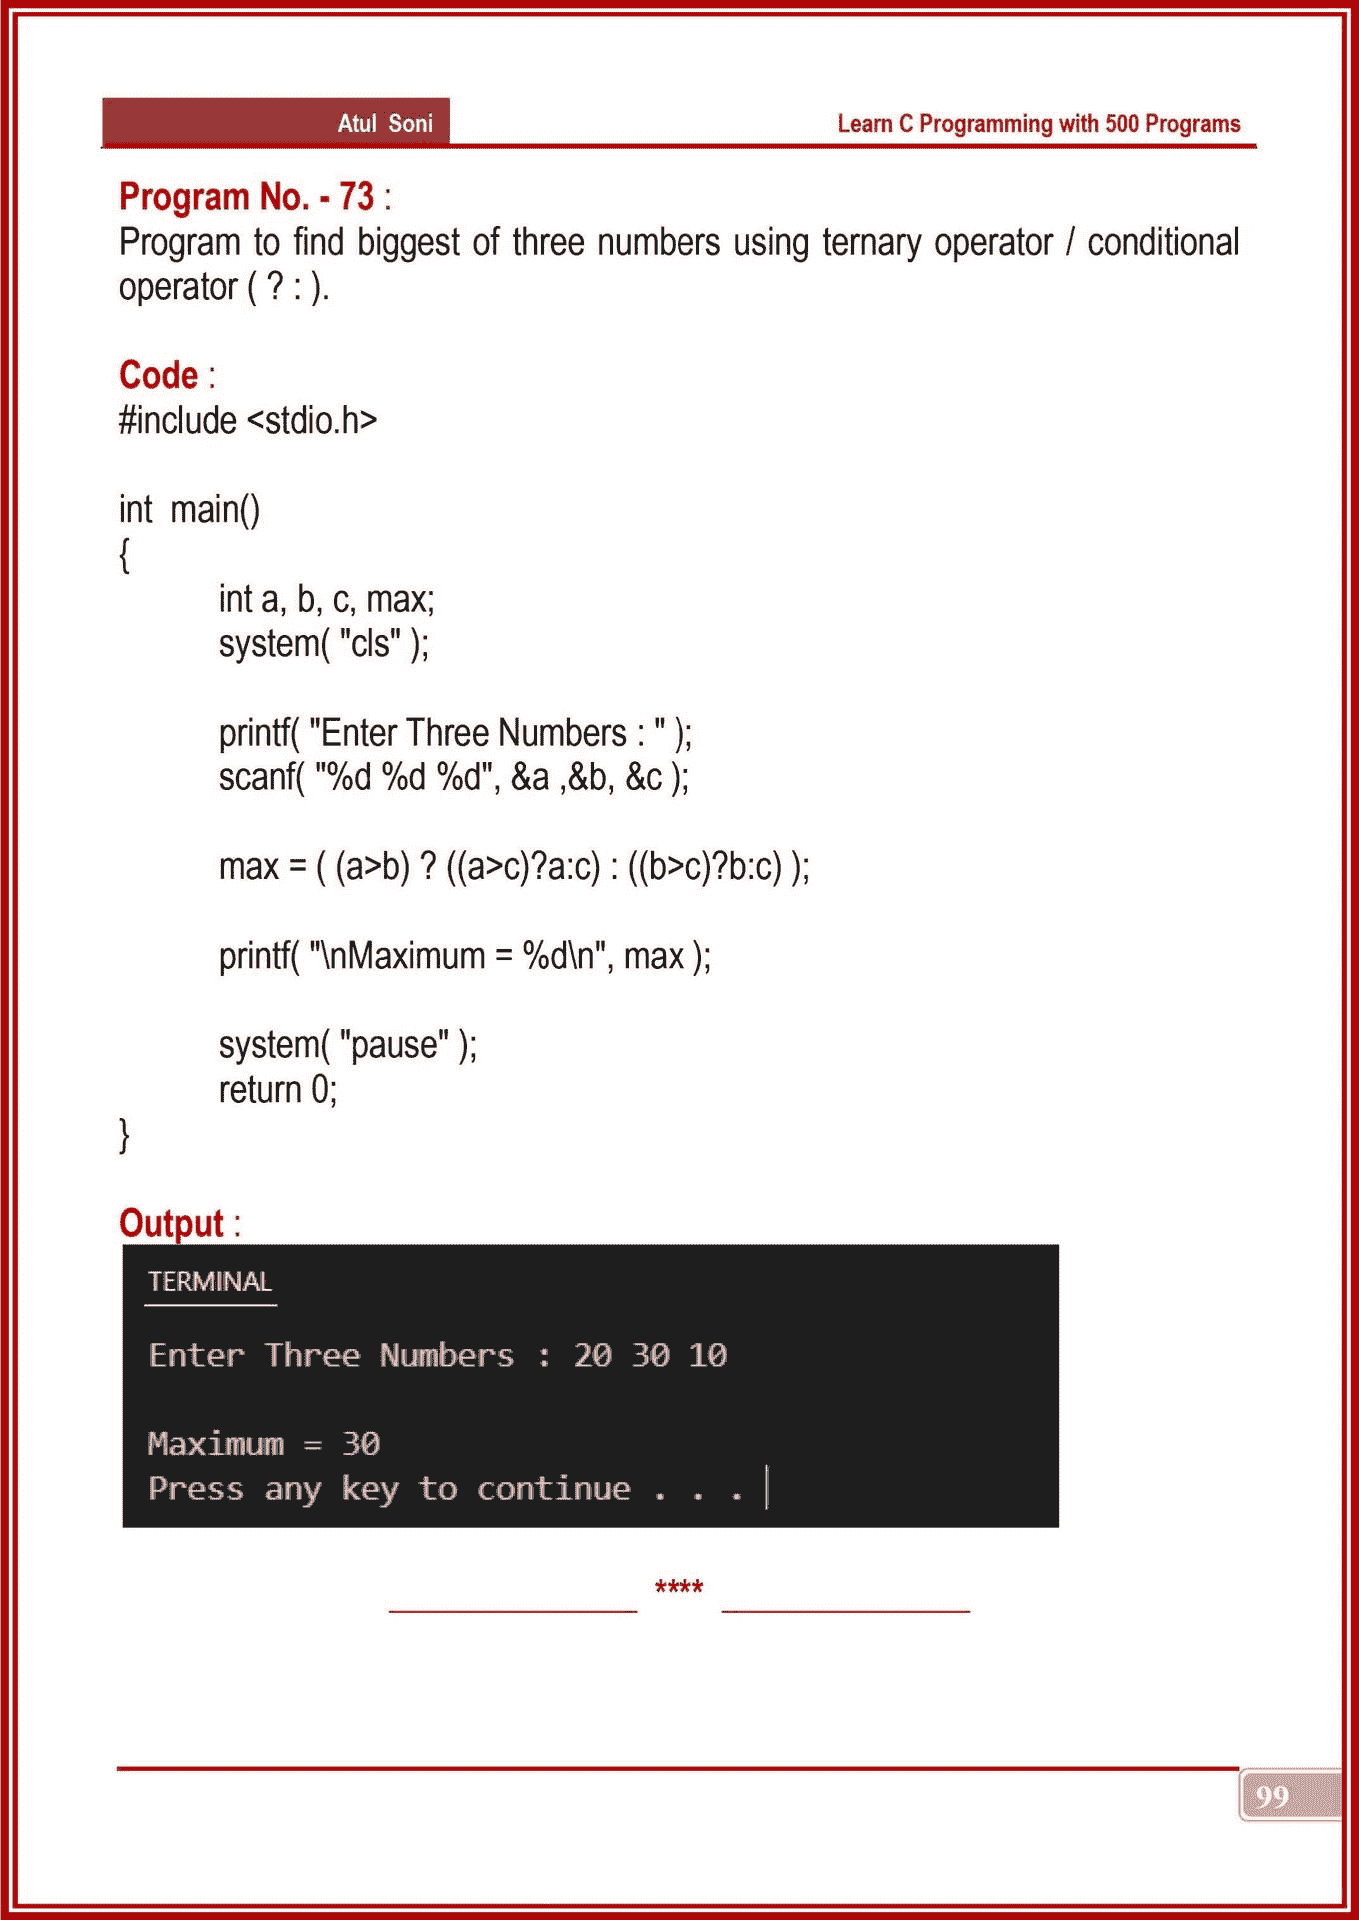 Atul Soni
Learn C Programming with 500 Programs
Program No. - 73 :
Program to find biggest of three numbers using ternary operator / conditional
operator ( ? : ).
Code :
#include <stdio.h>
int main()
{
int a, b, c, max;
system( "cls" );
printf( "Enter Three Numbers : " );
scanf( "%d %d %d", &a ,&b, &c );
max = ( (a>b) ? ((a>c)?a:c) : ((b>c)?b:c) );
printf( "\nMaximum = %d\n", max );
system( "pause" );
return 0;
}
Output :
TERMINAL
Enter Three Numbers : 20 30 10
Maximum = 30
Press any key to continue . . .
****
99